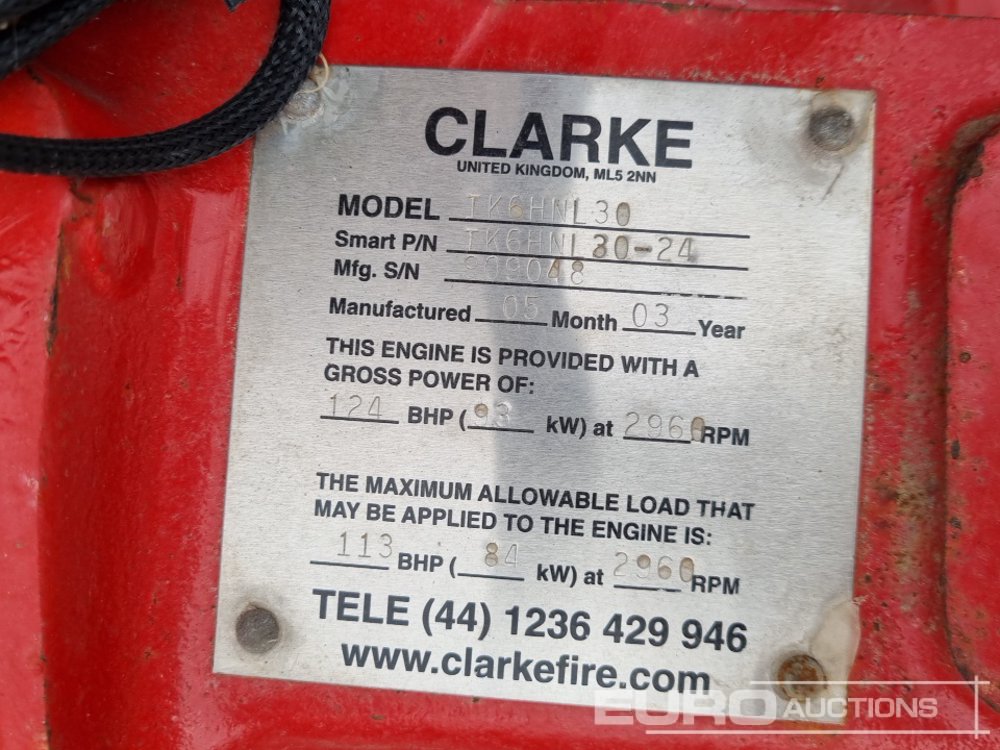 CLARKE
UNITED KINGDOM, ML5 2NN
MODEL TK6HNL30
Smart P/N TK6HNL30-24
Mfg. S/N 999048
Manufactured 05 Month 03 Year
THIS ENGINE IS PROVIDED WITH A
GROSS POWER OF:
124 BHP (93 kW) at 2960 RPM
THE MAXIMUM ALLOWABLE LOAD THAT
MAY BE APPLIED TO THE ENGINE IS:
113 BHP (84 kW) at 2960 RPM
TELE (44) 1236 429 946
www.clarkefire.com
EURO AUCTIONS